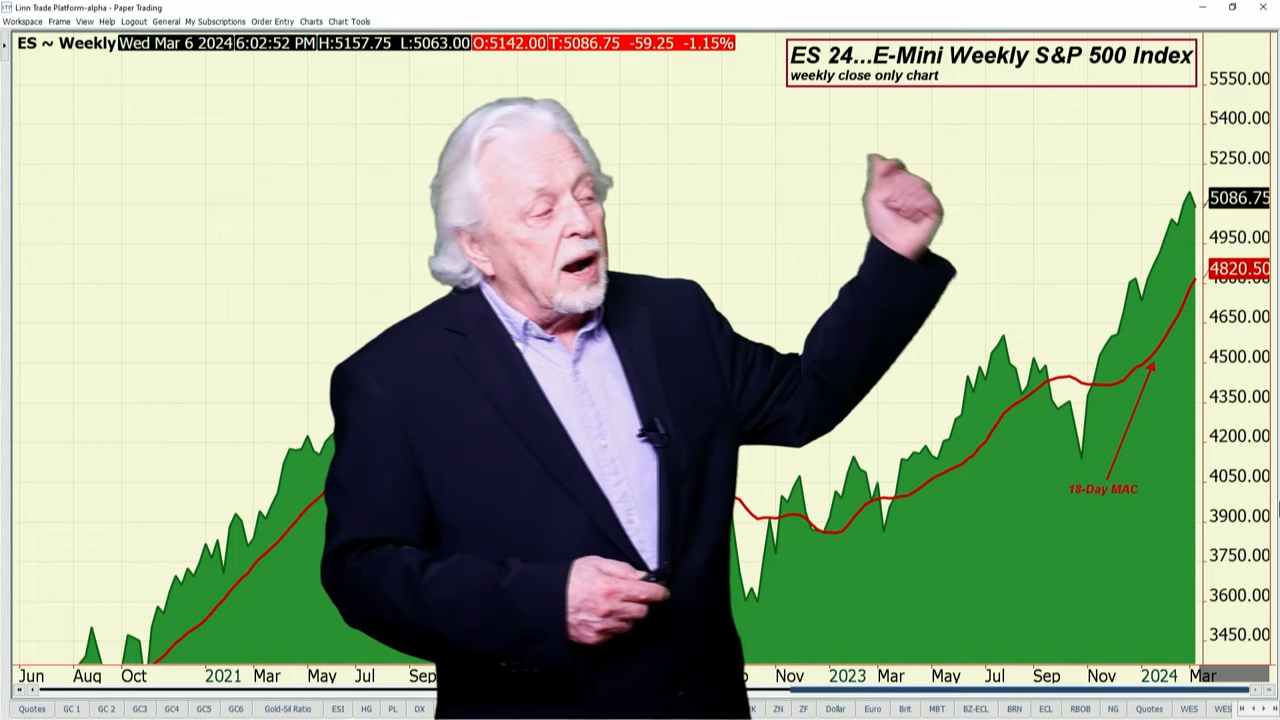 Linn Trade Platform-alpha - Paper Trading
Workspace Frame View Help Logout General My Subscriptions Order Entry Charts Chart Tools
ES ~ Weekly Wed Mar 6 2024 6:02:52 PM H:5157.75 L:5063.00 O:5142.00 T:5086.75 -59.25 -1.15%
ES 24...E-Mini Weekly S&P 500 Index
weekly close only chart
5550.00
5400.00
5250.00
5086.75
4950.00
4820.50
4650.00
4500.00
4350.00
4200.00
4050.00
18-Day MAC
3900.00
3750.00
3600.00
3450.00
Jun Aug Oct 2021 Mar May Jul Sep Nov 2023 Mar May Jul Sep Nov 2024 Mar
Quotes GC 1 GC 2 GC3 GC4 GC5 GC6 Gold-Sil Ratio ESI HG PL DX ZN ZF Dollar Euro Brit MBT BZ-ECL BRN ECL RBOB NG Quotes WES WES